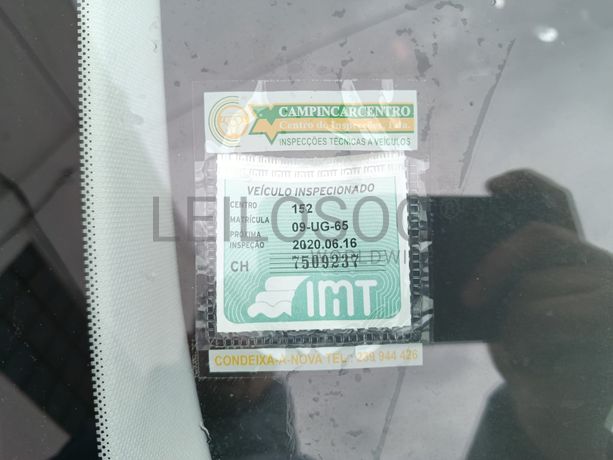 CAMPINCARCENTRO
Centro de Inspecções, Lda.
INSPECÇÕES TÉCNICAS A VEÍCULOS
VEÍCULO INSPECIONADO
CENTRO 152
MATRÍCULA 09-UG-65
PRÓXIMA INSPEÇÃO 2020.06.16
CH 7509237
IMT
CONDEIXA-A-NOVA TEL.: 239 944 426